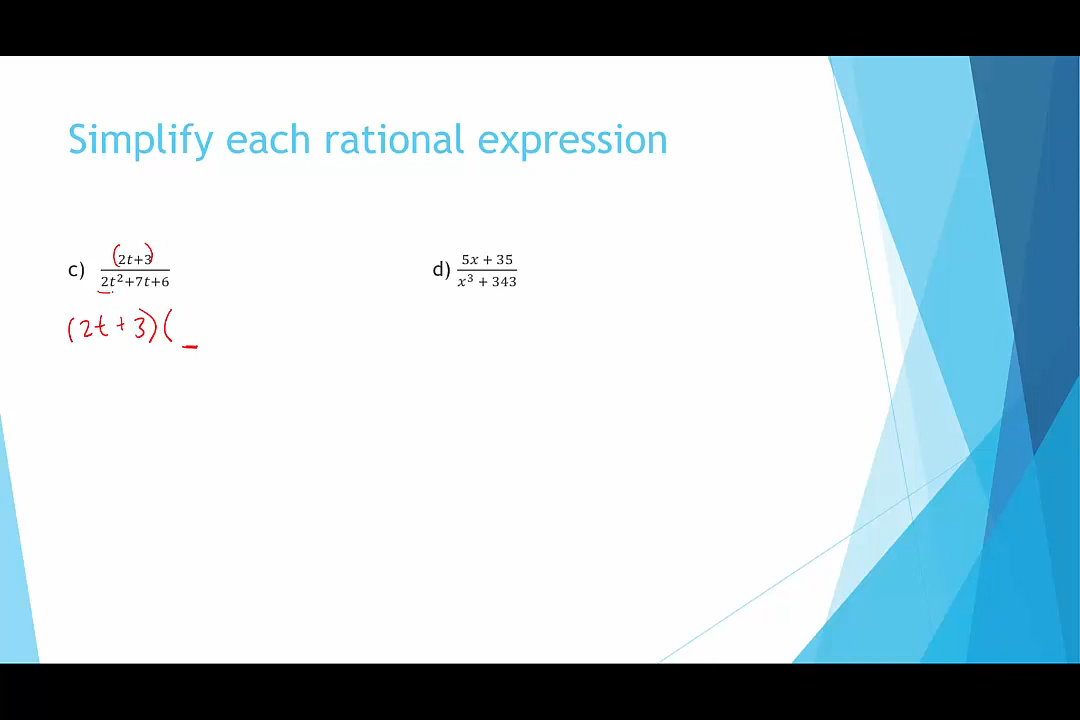 Simplify each rational expression
c) (2t+3)/(2t²+7t+6)
d) (5x + 35)/(x³ + 343)
(2t + 3)( _